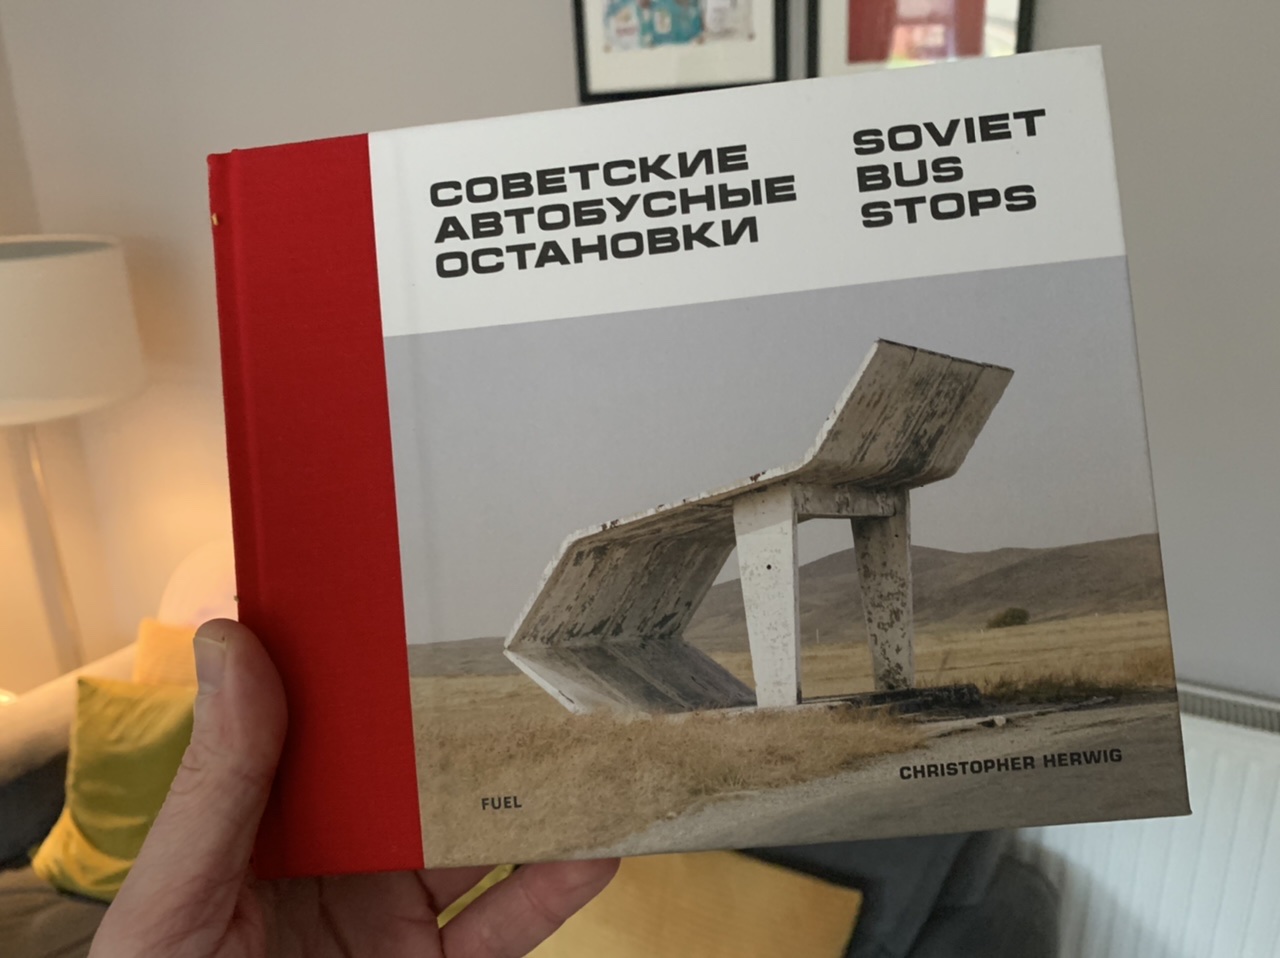 СОВЕТСКИЕ
АВТОБУСНЫЕ
ОСТАНОВКИ
SOVIET
BUS
STOPS
FUEL
CHRISTOPHER HERWIG